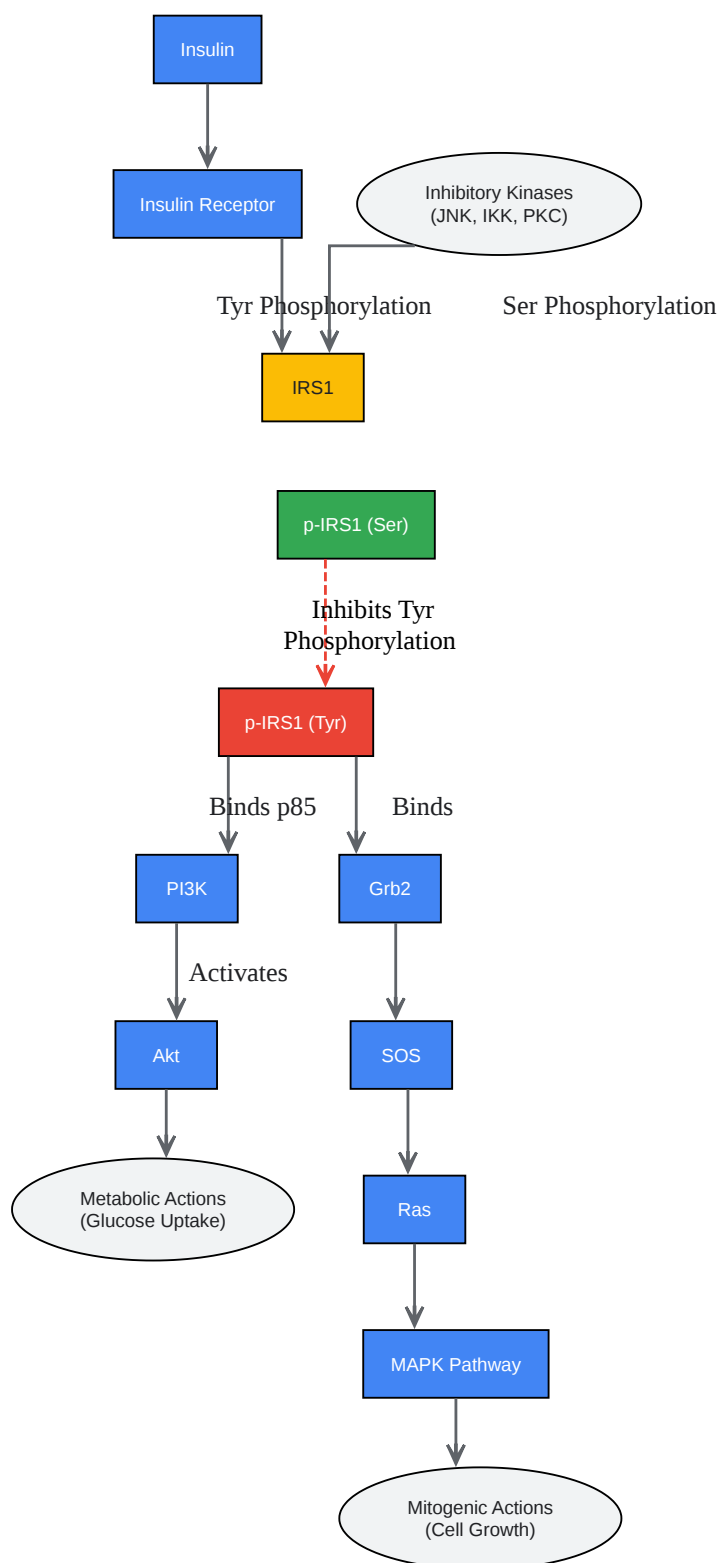 Insulin
Insulin Receptor
Inhibitory Kinases
(JNK, IKK, PKC)
Tyr Phosphorylation
Ser Phosphorylation
IRS1
p-IRS1 (Ser)
Inhibits Tyr
Phosphorylation
p-IRS1 (Tyr)
Binds p85
Binds
PI3K
Grb2
Activates
Akt
SOS
Metabolic Actions
(Glucose Uptake)
Ras
MAPK Pathway
Mitogenic Actions
(Cell Growth)